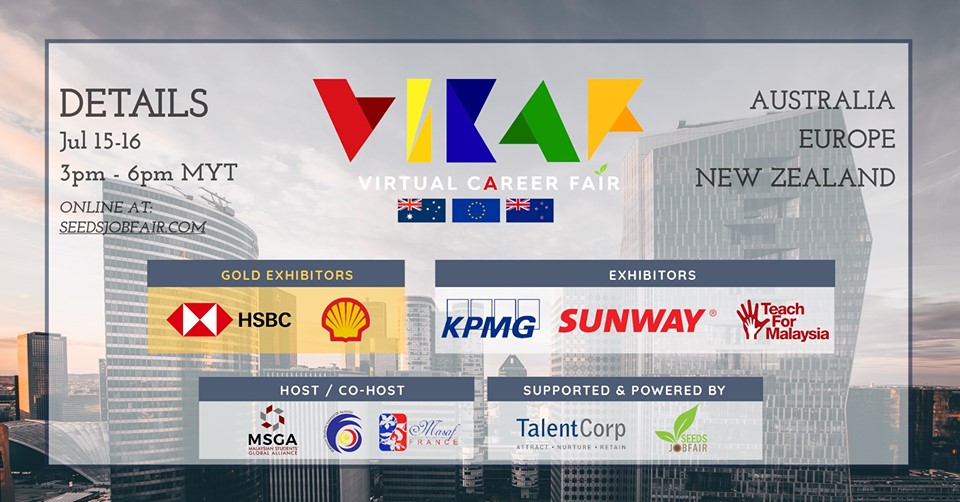 DETAILS
Jul 15-16
3pm - 6pm MYT
ONLINE AT:
SEEDSJOBFAIR.COM
VIKAF
VIRTUAL CAREER FAIR
AUSTRALIA
EUROPE
NEW ZEALAND
GOLD EXHIBITORS
HSBC
EXHIBITORS
KPMG
SUNWAY®
Teach
For
Malaysia
HOST / CO-HOST
MSGA
MALAYSIAN STUDENTS
GLOBAL ALLIANCE
Masaf
FRANCE
SUPPORTED & POWERED BY
TalentCorp
ATTRACT • NURTURE • RETAIN
SEEDS
JOBFAIR